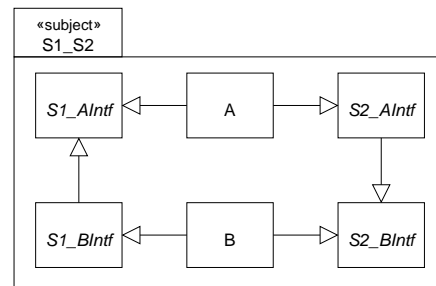 «subject»
S1_S2
S1_AIntf
A
S2_AIntf
S1_BIntf
B
S2_BIntf